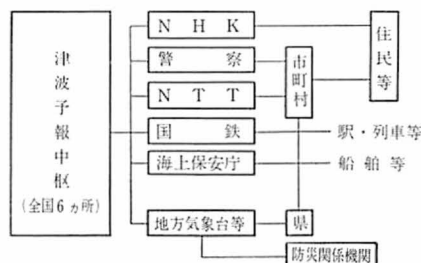 津波予報中枢
(全国6ヵ所)
NHK
警察
NTT
国鉄
海上保安庁
地方気象台等
市町村
県
防災関係機関
住民等
駅・列車等
船舶等